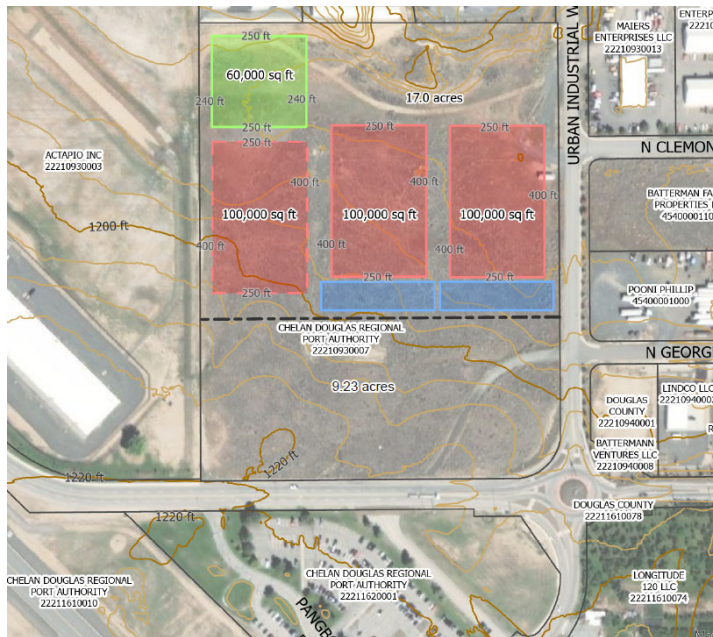 250 ft
60,000 sq ft
240 ft
240 ft
250 ft
17.0 acres
URBAN INDUSTRIAL W
MAIERS
ENTERPRISES LLC
22210930013
ENTERP
2221
N CLEMON
ACTAPIO INC
22210930003
250 ft
400 ft
100,000 sq ft
400 ft
250 ft
250 ft
400 ft
100,000 sq ft
400 ft
250 ft
250 ft
400 ft
100,000 sq ft
400 ft
250 ft
1200 ft
BATTERMAN FA
PROPERTIES
4540000110
POONI PHILLIP
45400001000
CHELAN DOUGLAS REGIONAL
PORT AUTHORITY
22210930007
N GEORG
9.23 acres
LINDCO LLC
2221094000
DOUGLAS
COUNTY
22210940001
BATTERMANN
VENTURES LLC
22210940008
R
1220 ft
1220 ft
1220 ft
DOUGLAS COUNTY
22211610078
CHELAN DOUGLAS REGIONAL
PORT AUTHORITY
22211610010
CHELAN DOUGLAS REGIONAL
PORT AUTHORITY
22211620001
LONGITUDE
120 LLC
22211610074
PANGB